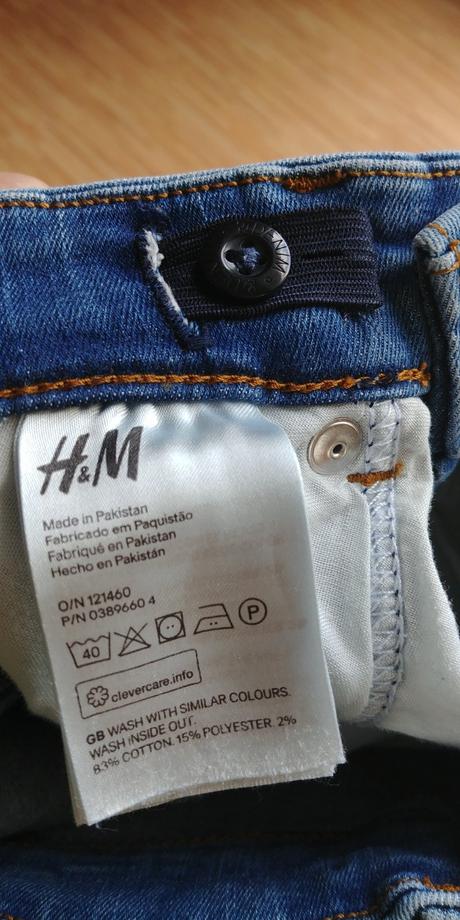 H&M
Made in Pakistan
Fabricado em Paquistão
Fabriqué en Pakistan
Hecho en Pakistán
O/N 121460
P/N 0389660 4
40 P
clevercare.info
GB WASH WITH SIMILAR COLOURS.
WASH INSIDE OUT.
83% COTTON. 15% POLYESTER. 2%